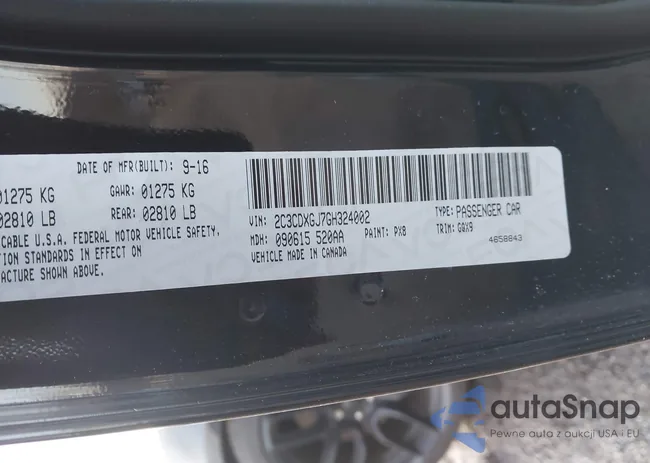 DATE OF MFR(BUILT): 9-16
01275 KG GAWR: 01275 KG
02810 LB REAR: 02810 LB
CABLE U.S.A. FEDERAL MOTOR VEHICLE SAFETY,
TION STANDARDS IN EFFECT ON
FACTURE SHOWN ABOVE.
VIN: 2C3CDXGJ7GH324002 TYPE: PASSENGER CAR
MDH: 090615 520AA PAINT: PX8 TRIM: GQX9
VEHICLE MADE IN CANADA 4658843
autaSnap
Pewne auta z aukcji USA i EU